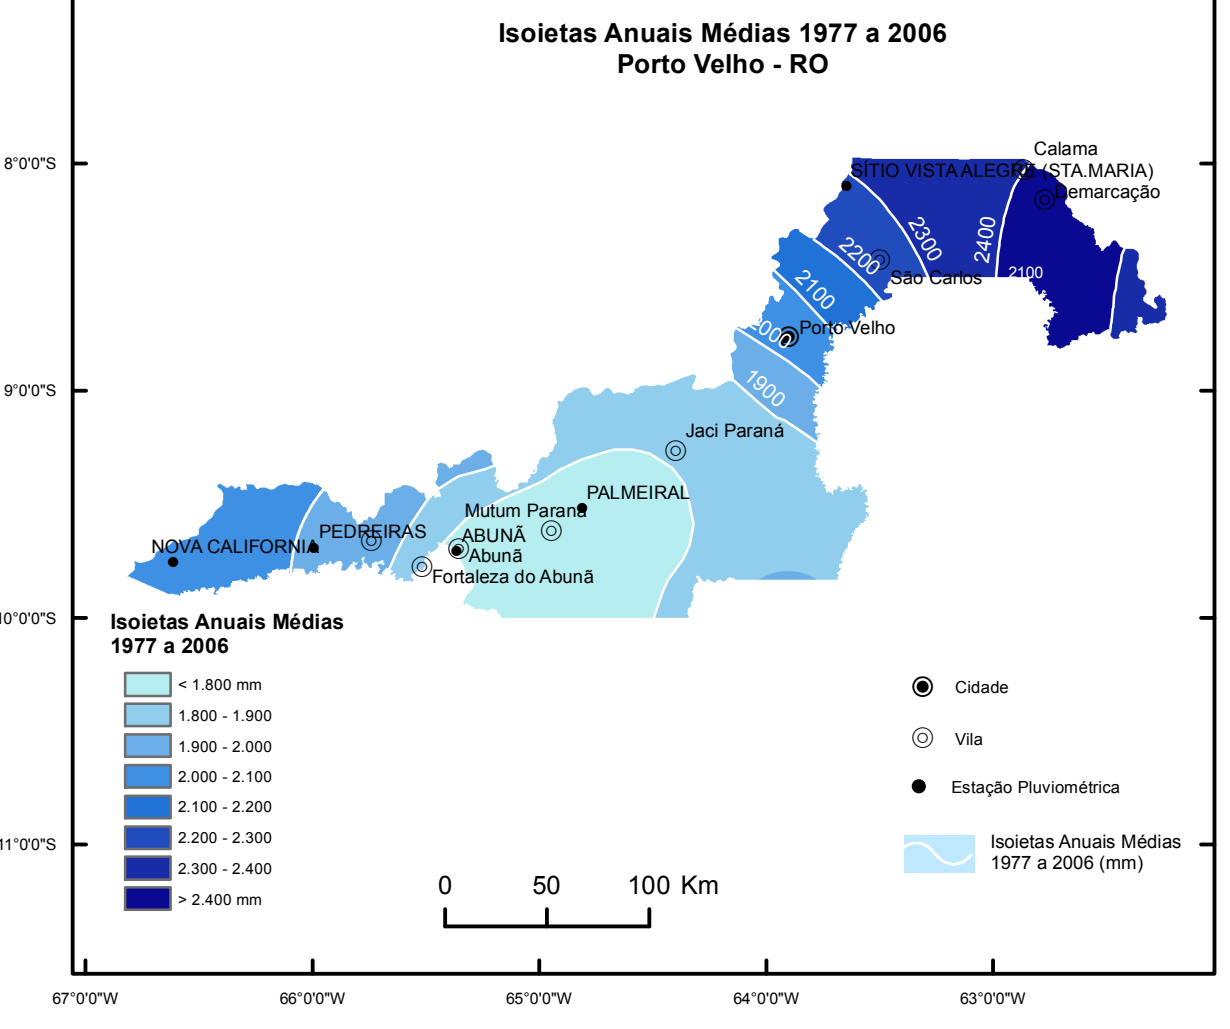 Isoietas Anuais Médias 1977 a 2006
Porto Velho - RO
8°0'0"S
9°0'0"S
10°0'0"S
11°0'0"S
Calama
SÍTIO VISTA ALEGRE (STA.MARIA)
Demarcação
2300
2400
2200
2100
São Carlos
2100
Porto Velho
2000
1900
Jaci Paraná
PALMEIRAL
Mutum Paraná
PEDREIRAS
ABUNÃ
NOVA CALIFORNIA
Abunã
Fortaleza do Abunã
Isoietas Anuais Médias
1977 a 2006
< 1.800 mm
1.800 - 1.900
1.900 - 2.000
2.000 - 2.100
2.100 - 2.200
2.200 - 2.300
2.300 - 2.400
> 2.400 mm
Cidade
Vila
Estação Pluviométrica
Isoietas Anuais Médias
1977 a 2006 (mm)
0 50 100 Km
67°0'0"W 66°0'0"W 65°0'0"W 64°0'0"W 63°0'0"W